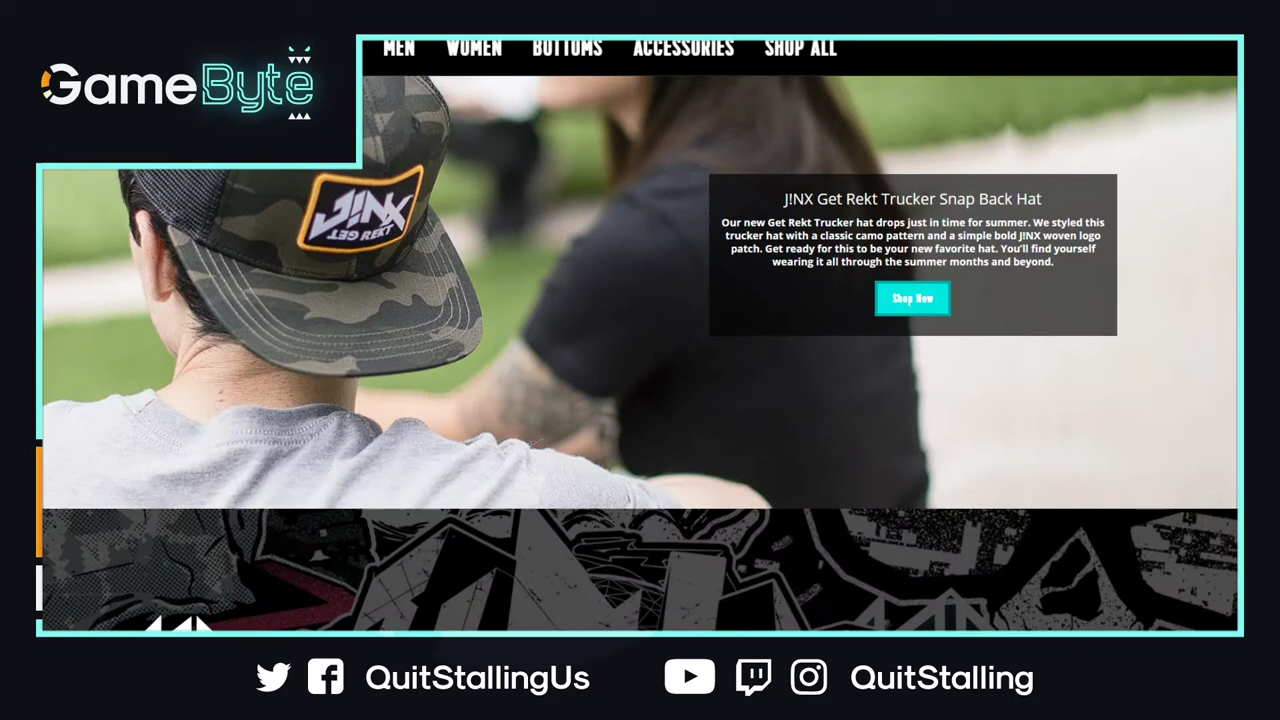 GameByte
MEN WOMEN BOTTOMS ACCESSORIES SHOP ALL
J!NX
GET REKT
J!NX Get Rekt Trucker Snap Back Hat
Our new Get Rekt Trucker hat drops just in time for summer. We styled this
trucker hat with a classic camo pattern and a simple bold J!NX woven logo
patch. Get ready for this to be your new favorite hat. You'll find yourself
wearing it all through the summer months and beyond.
Shop Now
QuitStallingUs QuitStalling